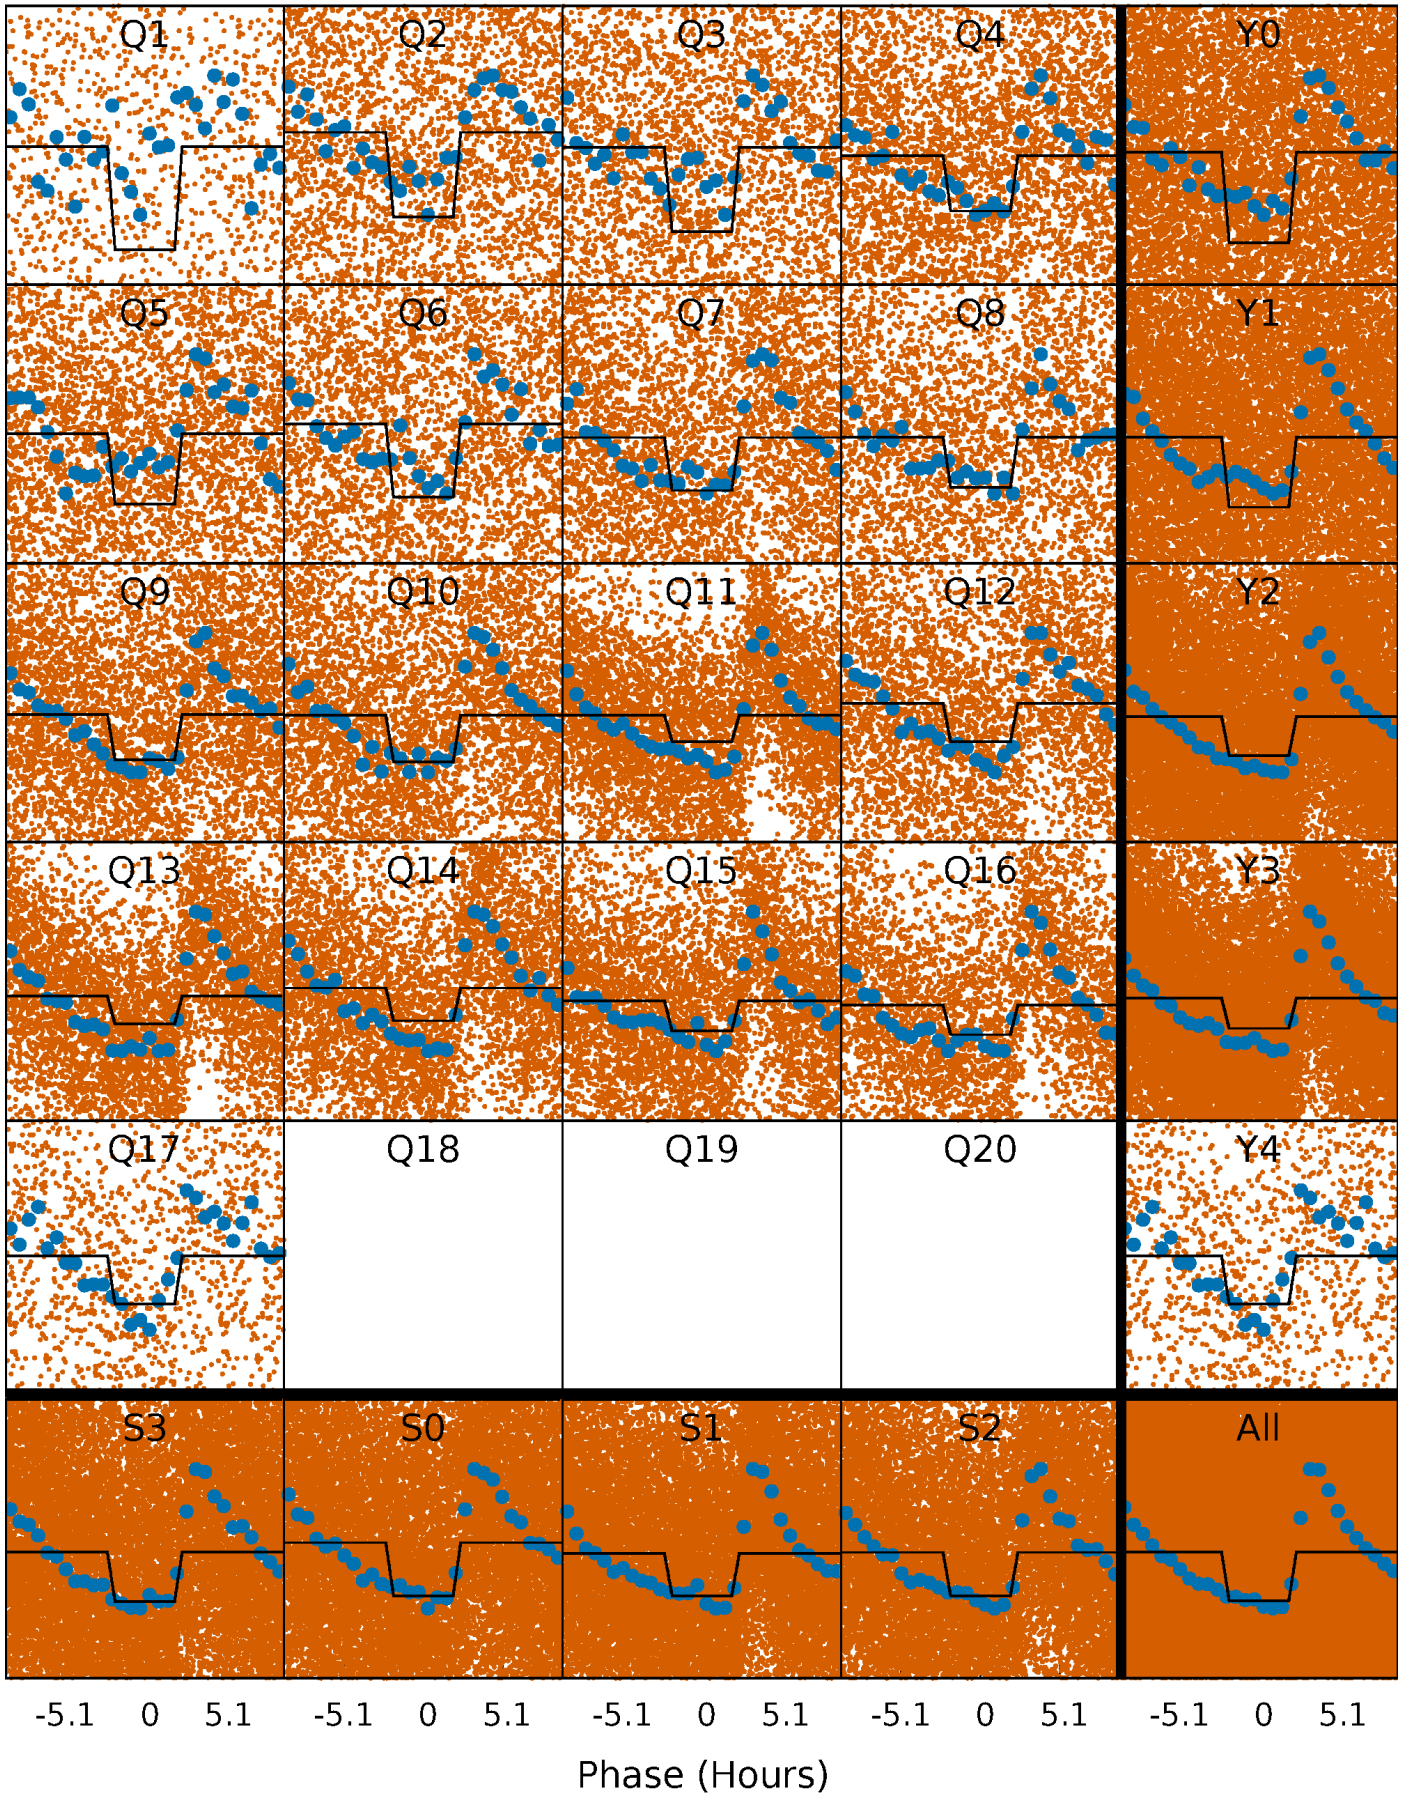 Q1 Q2 Q3 Q4 Y0
Q5 Q6 Q7 Q8 Y1
Q9 Q10 Q11 Q12 Y2
Q13 Q14 Q15 Q16 Y3
Q17 Q18 Q19 Q20 Y4
S3 S0 S1 S2 All
-5.1 0 5.1 -5.1 0 5.1 -5.1 0 5.1 -5.1 0 5.1 -5.1 0 5.1
Phase (Hours)